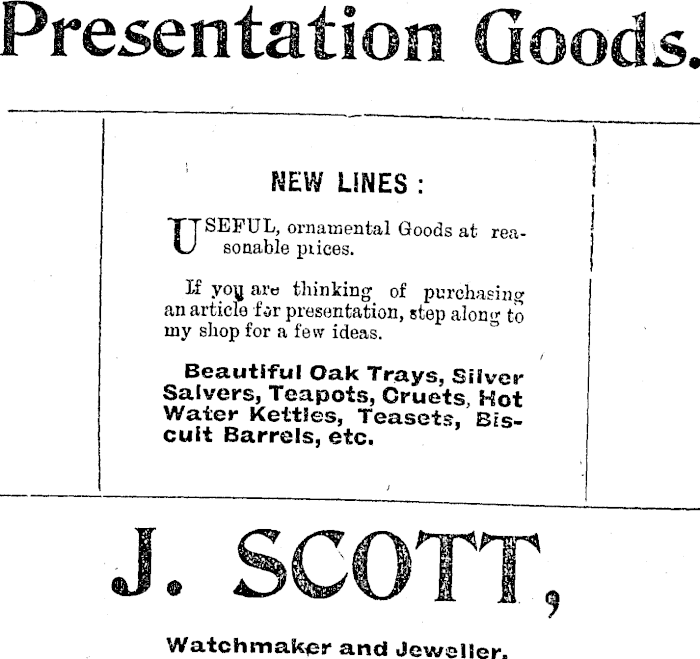 Presentation Goods.
NEW LINES :
USEFUL, ornamental Goods at rea-
sonable prices.
If you are thinking of purchasing
an article for presentation, step along to
my shop for a few ideas.
Beautiful Oak Trays, Silver
Salvers, Teapots, Cruets, Hot
Water Kettles, Teasets, Bis-
cuit Barrels, etc.
J. SCOTT,
Watchmaker and Jeweller.